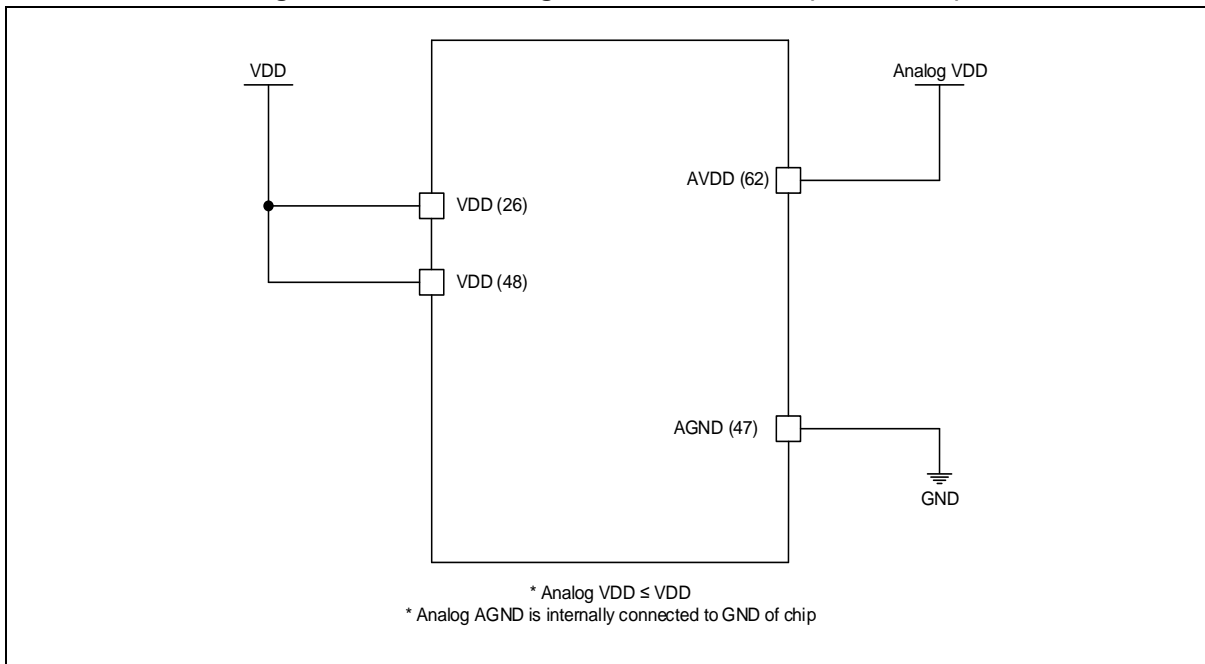 VDD
Analog VDD
AVDD (62)
VDD (26)
VDD (48)
AGND (47)
GND
* Analog VDD ≤ VDD
* Analog AGND is internally connected to GND of chip